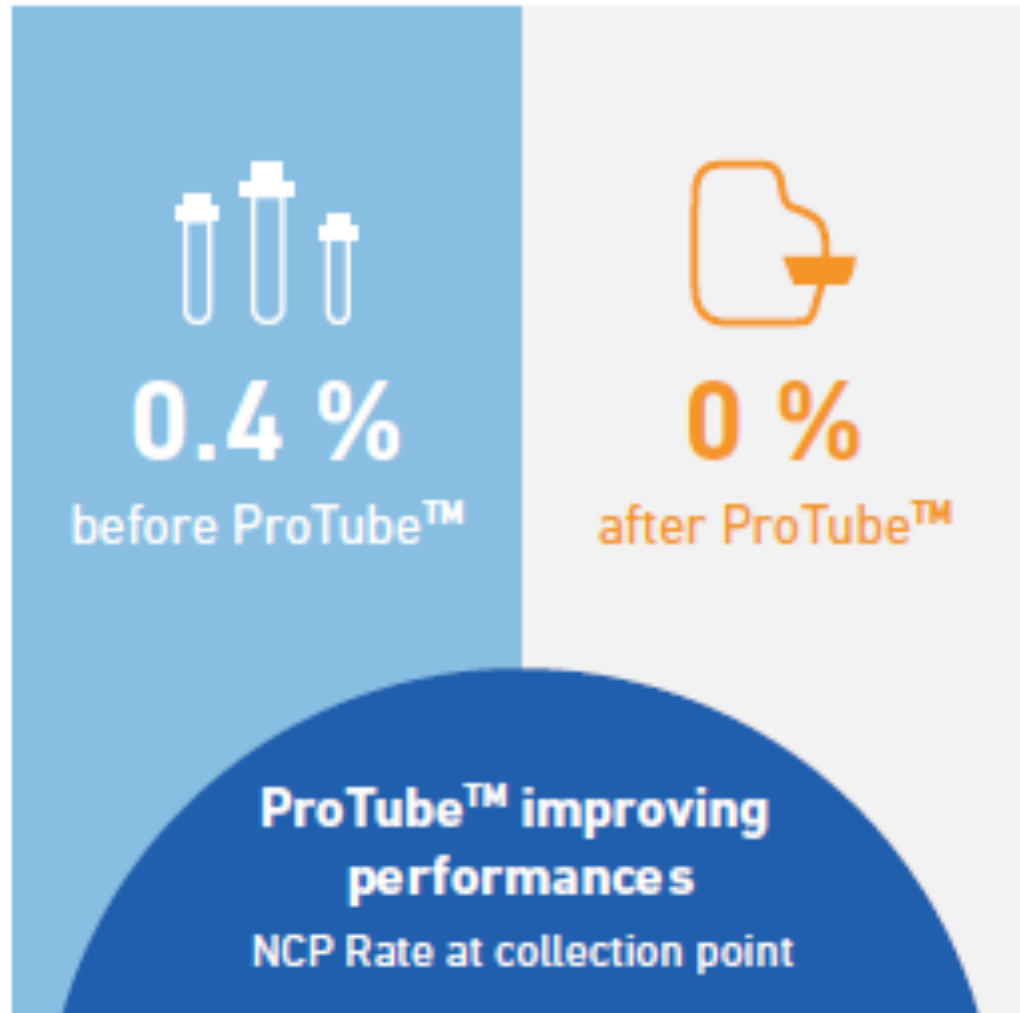 0.4 %
before ProTube™
0 %
after ProTube™
ProTube™ improving
performances
NCP Rate at collection point